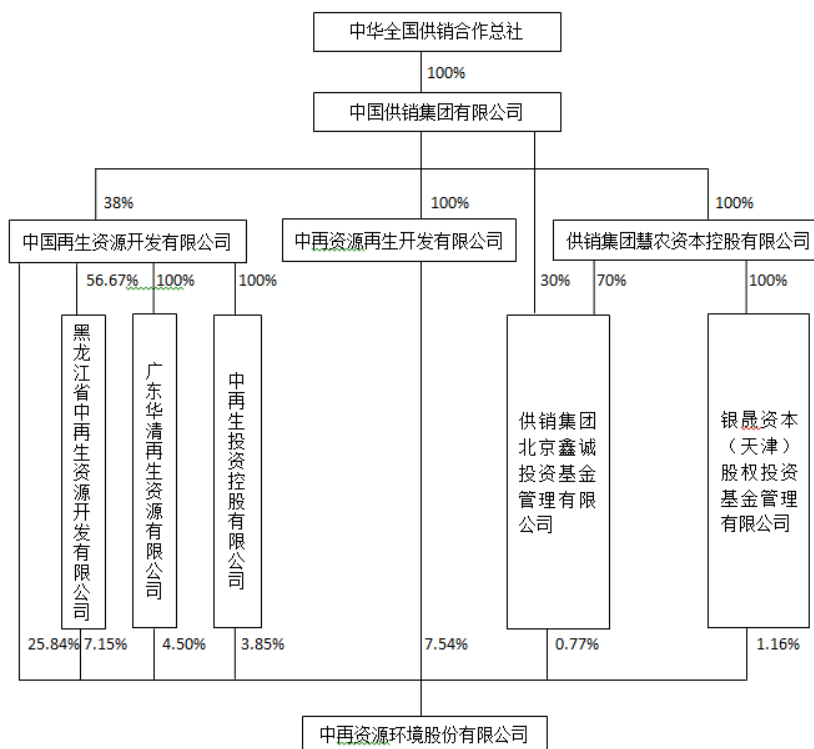 中华全国供销合作总社
100%
中国供销集团有限公司
38%
100%
100%
中国再生资源开发有限公司
中再资源再生开发有限公司
供销集团慧农资本控股有限公司
56.67%
100%
100%
30%
70%
100%
黑龙江省中再生资源开发有限公司
广东华清再生资源有限公司
中再生投资控股有限公司
供销集团
北京鑫诚
投资基金
管理有限
公司
银晟资本
（天津）
股权投资
基金管理
有限公司
25.84%
7.15%
4.50%
3.85%
7.54%
0.77%
1.16%
中再资源环境股份有限公司